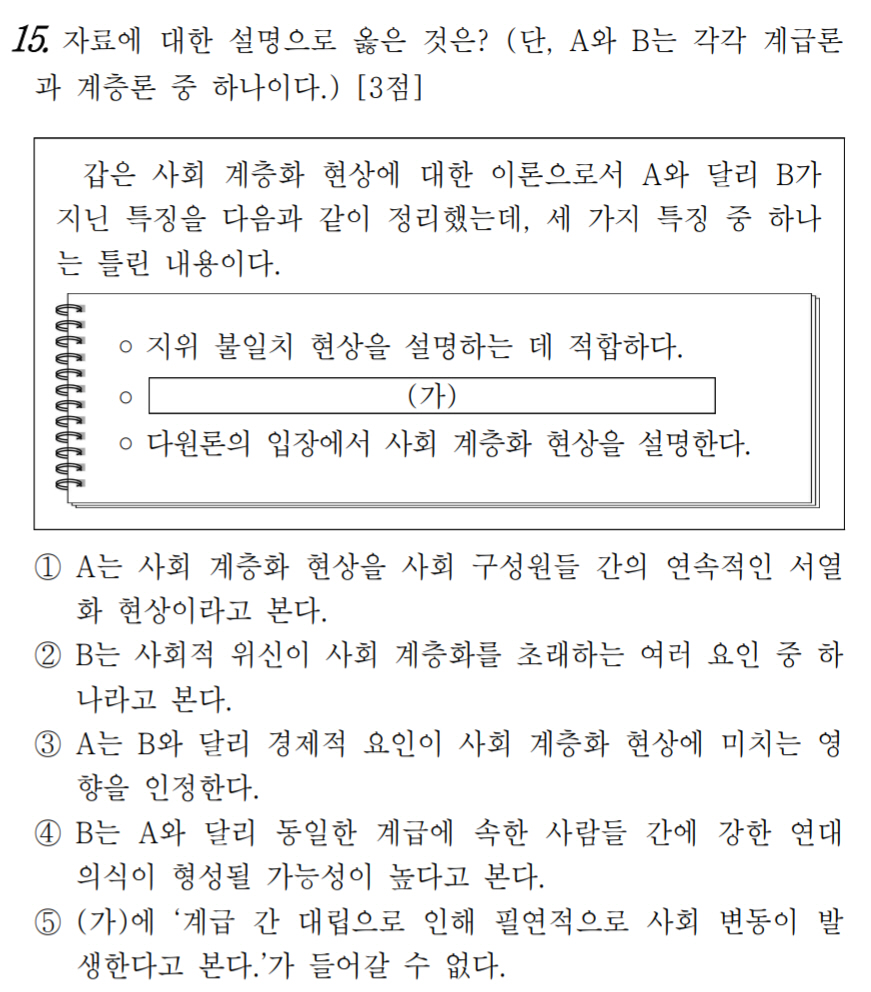 15. 자료에 대한 설명으로 옳은 것은? (단, A와 B는 각각 계급론
과 계층론 중 하나이다.) [3점]
갑은 사회 계층화 현상에 대한 이론으로서 A와 달리 B가
지닌 특징을 다음과 같이 정리했는데, 세 가지 특징 중 하나
는 틀린 내용이다.
○ 지위 불일치 현상을 설명하는 데 적합하다.
○ (가)
○ 다원론의 입장에서 사회 계층화 현상을 설명한다.
① A는 사회 계층화 현상을 사회 구성원들 간의 연속적인 서열
화 현상이라고 본다.
② B는 사회적 위신이 사회 계층화를 초래하는 여러 요인 중 하
나라고 본다.
③ A는 B와 달리 경제적 요인이 사회 계층화 현상에 미치는 영
향을 인정한다.
④ B는 A와 달리 동일한 계급에 속한 사람들 간에 강한 연대
의식이 형성될 가능성이 높다고 본다.
⑤ (가)에 ‘계급 간 대립으로 인해 필연적으로 사회 변동이 발
생한다고 본다.’가 들어갈 수 없다.